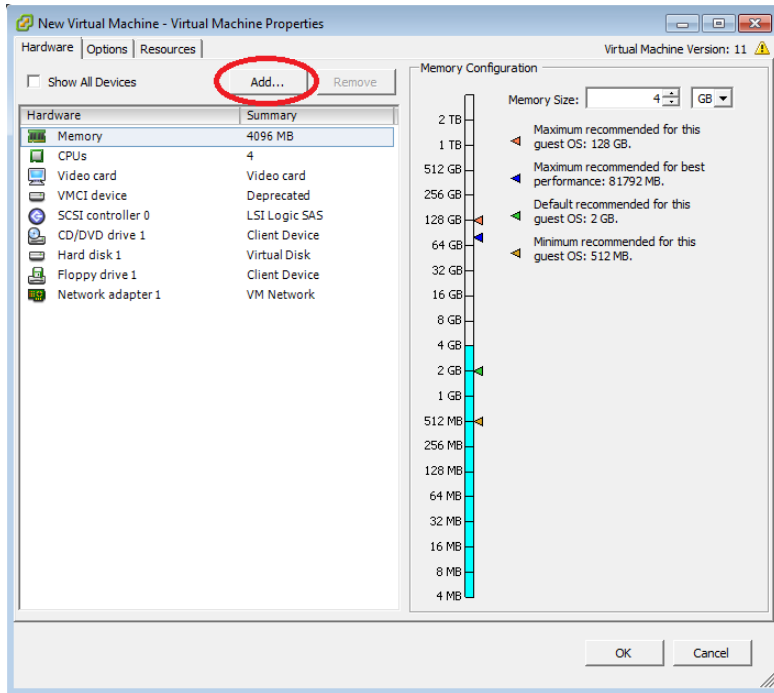 New Virtual Machine - Virtual Machine Properties
Hardware Options Resources
Virtual Machine Version: 11
Show All Devices
Add...
Remove
Hardware Summary
Memory 4096 MB
CPUs 4
Video card Video card
VMCI device Deprecated
SCSI controller 0 LSI Logic SAS
CD/DVD drive 1 Client Device
Hard disk 1 Virtual Disk
Floppy drive 1 Client Device
Network adapter 1 VM Network
Memory Configuration
Memory Size: 4 GB
2 TB
1 TB
512 GB
256 GB
128 GB
64 GB
32 GB
16 GB
8 GB
4 GB
2 GB
1 GB
512 MB
256 MB
128 MB
64 MB
32 MB
16 MB
8 MB
4 MB
Maximum recommended for this
guest OS: 128 GB.
Maximum recommended for best
performance: 81792 MB.
Default recommended for this
guest OS: 2 GB.
Minimum recommended for this
guest OS: 512 MB.
OK Cancel